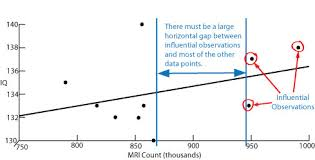 140
138
136
134
132
130
IQ
750
800
850
900
950
1000
MRI Count (thousands)
There must be a large
horizontal gap between
influential observations
and most of the other
data points. . .
Influential
Observations